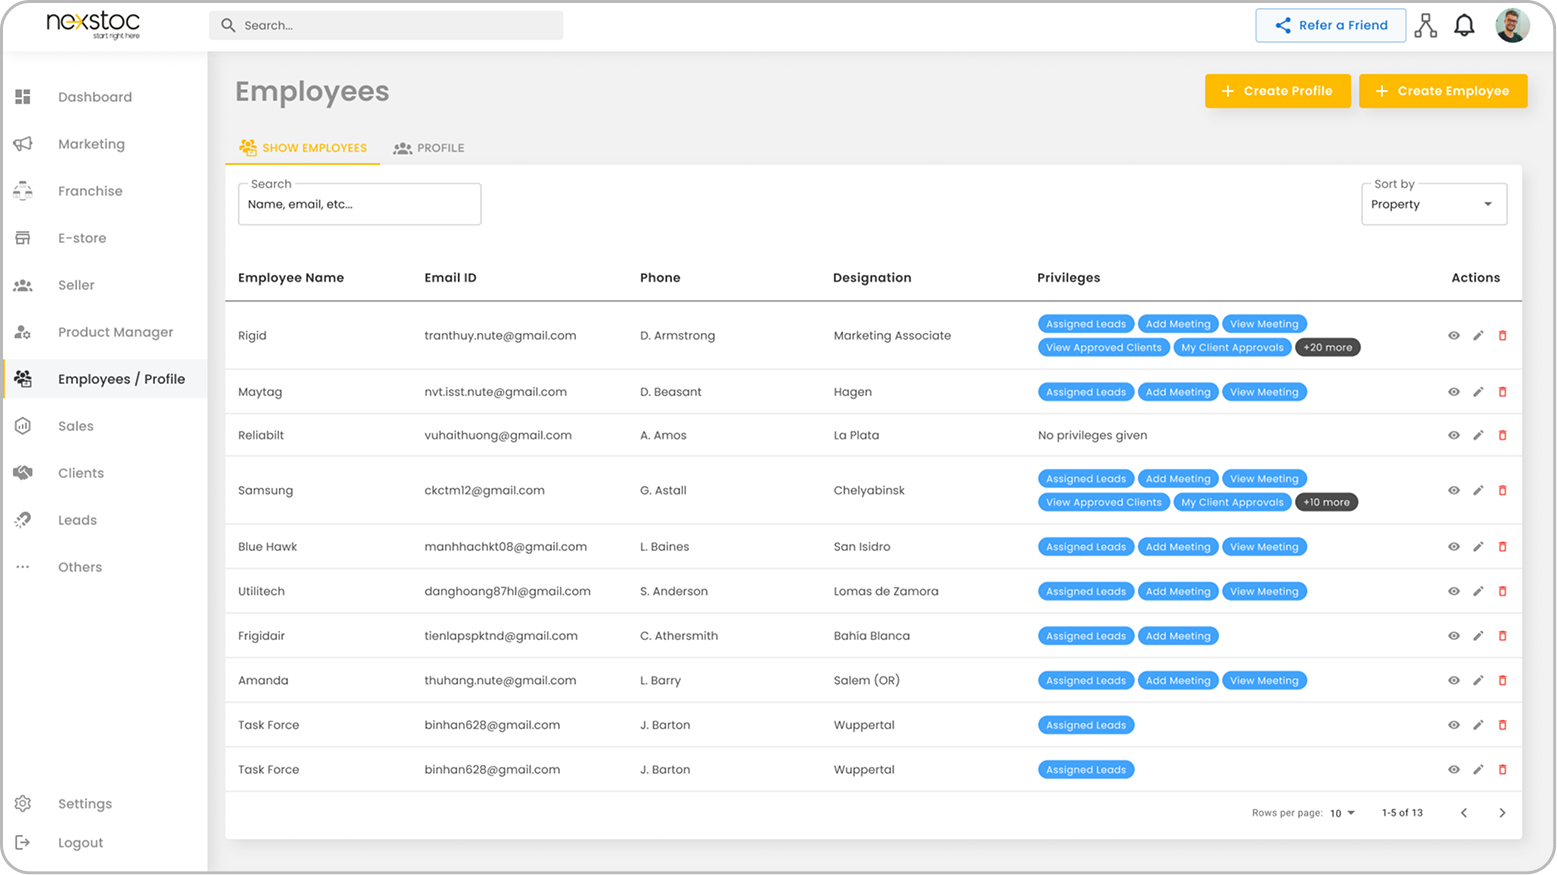 nexstoc
start right here
Search...
Refer a Friend
Dashboard
Marketing
Franchise
E-store
Seller
Product Manager
Employees / Profile
Sales
Clients
Leads
Others
Settings
Logout
Employees
+ Create Profile
+ Create Employee
SHOW EMPLOYEES
PROFILE
Search
Name, email, etc...
Sort by
Property
Employee Name Email ID Phone Designation Privileges Actions
Rigid tranthuy.nute@gmail.com D. Armstrong Marketing Associate Assigned Leads Add Meeting View Meeting
View Approved Clients My Client Approvals +20 more
Maytag nvt.isst.nute@gmail.com D. Beasant Hagen Assigned Leads Add Meeting View Meeting
Reliabilt vuhaithuong@gmail.com A. Amos La Plata No privileges given
Samsung ckctm12@gmail.com G. Astall Chelyabinsk Assigned Leads Add Meeting View Meeting
View Approved Clients My Client Approvals +10 more
Blue Hawk manhhachkt08@gmail.com L. Baines San Isidro Assigned Leads Add Meeting View Meeting
Utilitech danghoang87hl@gmail.com S. Anderson Lomas de Zamora Assigned Leads Add Meeting View Meeting
Frigidair tienlapspktnd@gmail.com C. Athersmith Bahía Blanca Assigned Leads Add Meeting
Amanda thuhang.nute@gmail.com L. Barry Salem (OR) Assigned Leads Add Meeting View Meeting
Task Force binhan628@gmail.com J. Barton Wuppertal Assigned Leads
Task Force binhan628@gmail.com J. Barton Wuppertal Assigned Leads
Rows per page: 10 1-5 of 13